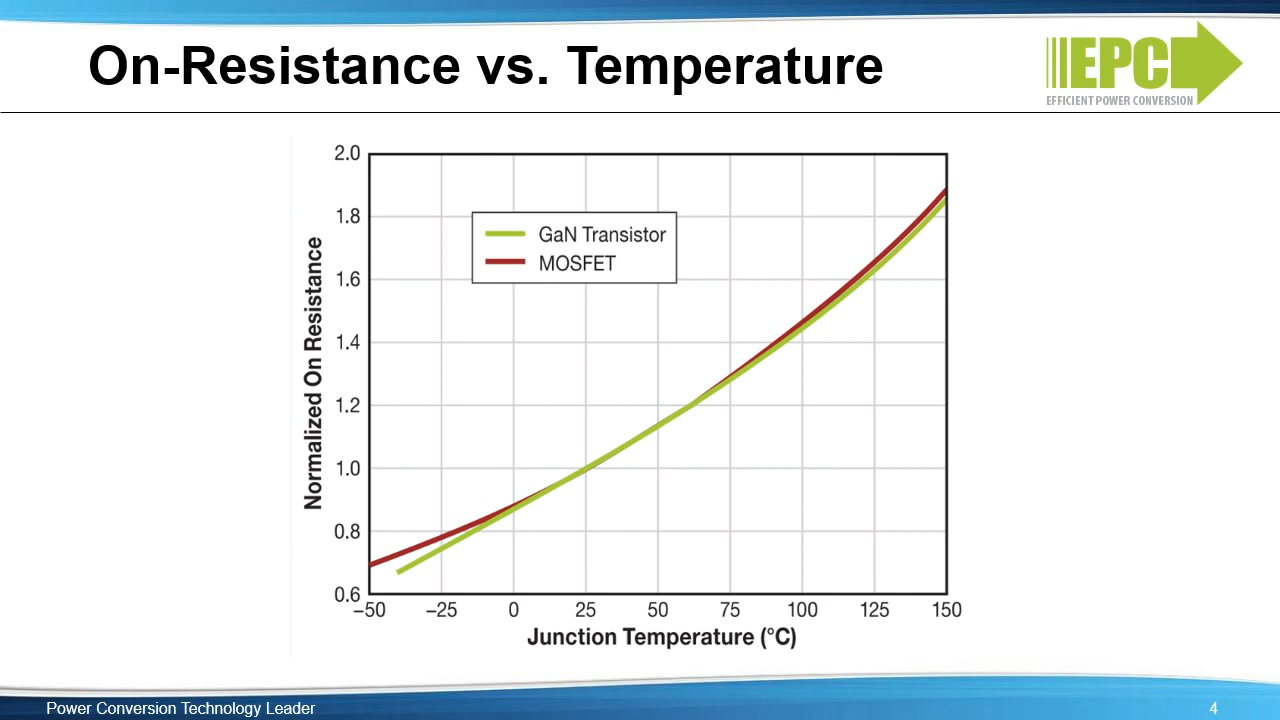 On-Resistance vs. Temperature
EPC
EFFICIENT POWER CONVERSION
2.0
1.8
1.6
1.4
1.2
1.0
0.8
0.6
Normalized On Resistance
GaN Transistor
MOSFET
−50 −25 0 25 50 75 100 125 150
Junction Temperature (°C)
Power Conversion Technology Leader
4